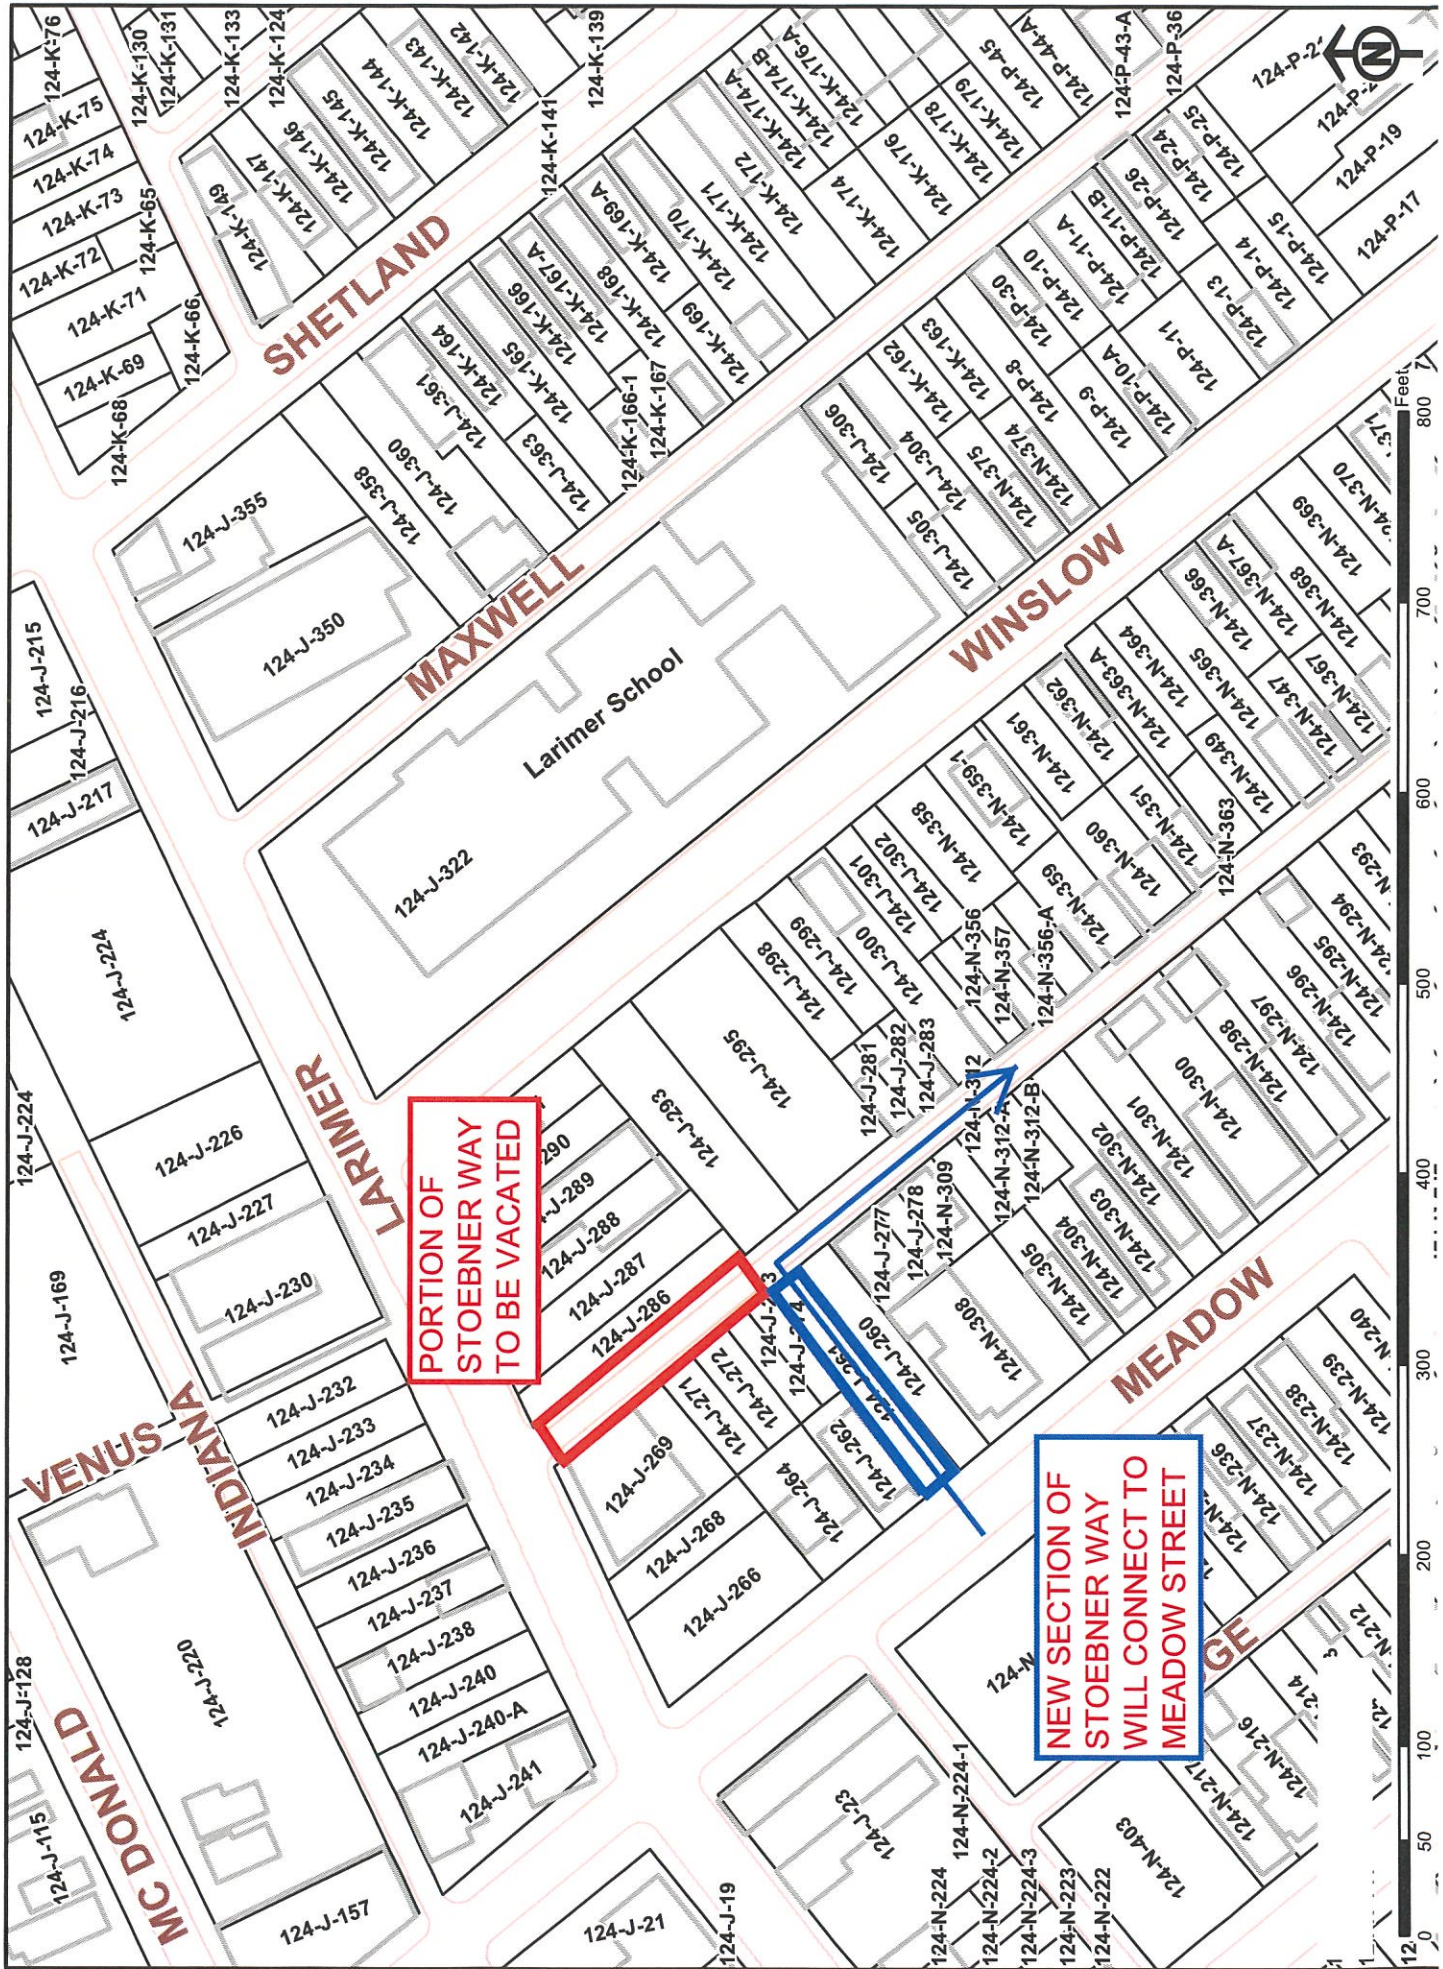 124-K-76
124-K-75
124-K-74
124-K-73
124-K-72
124-K-71
124-K-69
124-K-68
124-K-65
124-K-66
124-K-130
124-K-131
124-K-133
124-K-124
124-K-139
124-K-149
124-K-147
124-K-146
124-K-145
124-K-144
124-K-143
124-K-142
124-K-141
SHETLAND
124-K-174-B
124-K-174-A
124-K-176-A
124-K-172
124-K-171
124-K-170
124-K-169-A
124-K-169
124-K-168
124-K-167-A
124-K-167
124-K-166
124-K-166-1
124-K-165
124-K-164
124-K-174
124-K-176
124-K-178
124-K-179
124-P-45
124-P-44-A
124-P-43-A
124-P-36
N
124-P-19
124-P-17
124-P-15
124-P-14
124-P-13
124-P-11
124-P-11-A
124-P-11-B
124-P-26
124-P-24
124-P-25
124-P-10
124-P-10-A
124-P-30
124-P-9
124-P-8
124-K-163
124-K-162
124-J-363
124-J-361
124-J-360
124-J-358
124-J-355
124-J-350
MAXWELL
Larimer School
124-J-322
124-J-306
124-J-304
124-J-305
124-N-375
124-N-374
WINSLOW
124-J-215
124-J-216
124-J-217
124-J-224
124-J-224
124-J-226
124-J-227
124-J-230
124-J-169
LARIMER
VENUS
INDIANA
MC DONALD
124-J-232
124-J-233
124-J-234
124-J-235
124-J-236
124-J-237
124-J-238
124-J-240
124-J-240-A
124-J-241
124-J-220
124-J-128
124-J-115
124-J-157
PORTION OF
STOEBNER WAY
TO BE VACATED
290
124-J-288
124-J-287
124-J-286
124-J-293
124-J-295
124-J-298
124-J-299
124-J-300
124-J-301
124-J-302
124-J-281
124-J-282
124-J-283
124-N-358
124-N-359-1
124-N-359
124-N-360
124-N-361
124-N-362
124-N-363-A
124-N-363
124-N-364
124-N-365
124-N-366
124-N-367-A
124-N-367
124-N-368
124-N-369
124-N-370
124-N-347
124-N-349
124-N-351
124-N-356
124-N-357
124-N-356-A
124-N-312
124-N-312-A
124-N-312-B
124-N-309
124-N-308
124-N-305
124-N-304
124-N-303
124-N-302
124-N-301
124-N-300
124-N-298
124-N-297
124-N-296
124-N-295
124-N-294
N-293
124-J-277
124-J-278
124-J-260
124-J-261
124-J-262
124-J-264
124-J-266
124-J-268
124-J-269
124-J-271
124-J-272
MEADOW
NEW SECTION OF
STOEBNER WAY
WILL CONNECT TO
MEADOW STREET
124-N-236
124-N-237
124-N-238
124-N-239
124-N-240
124-J-21
124-J-19
124-J-23
124-N-224
124-N-224-1
124-N-224-2
124-N-224-3
124-N-223
124-N-222
124-N-403
124-N-217
124-N-216
0 50 100 200 300 400 500 600 700 800
Feet